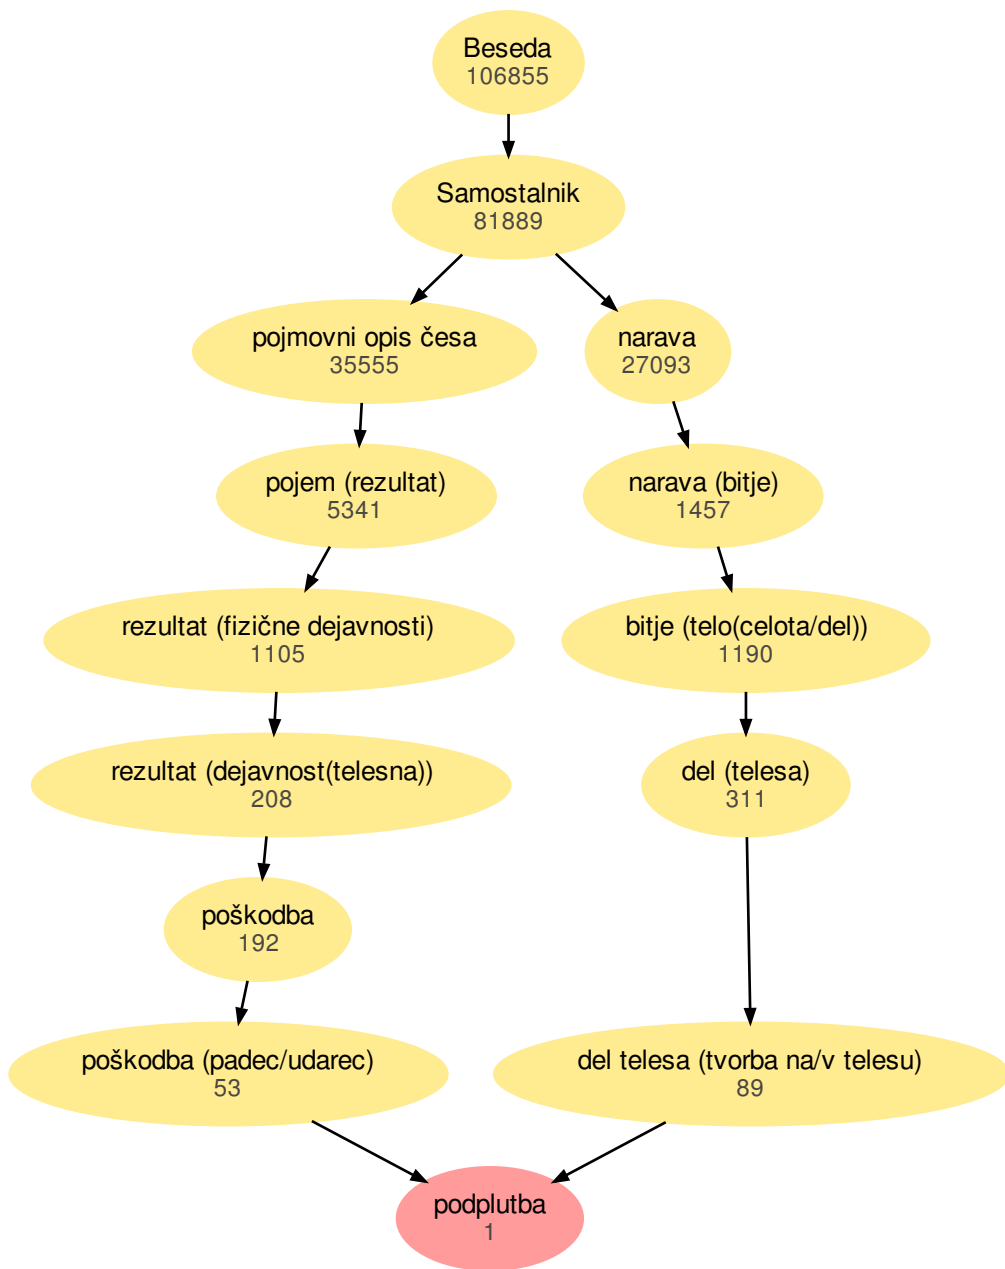 Beseda
106855
Samostalnik
81889
pojmovni opis česa
35555
narava
27093
pojem (rezultat)
5341
narava (bitje)
1457
rezultat (fizične dejavnosti)
1105
bitje (telo(celota/del))
1190
rezultat (dejavnost(telesna))
208
del (telesa)
311
poškodba
192
poškodba (padec/udarec)
53
del telesa (tvorba na/v telesu)
89
podplutba
1